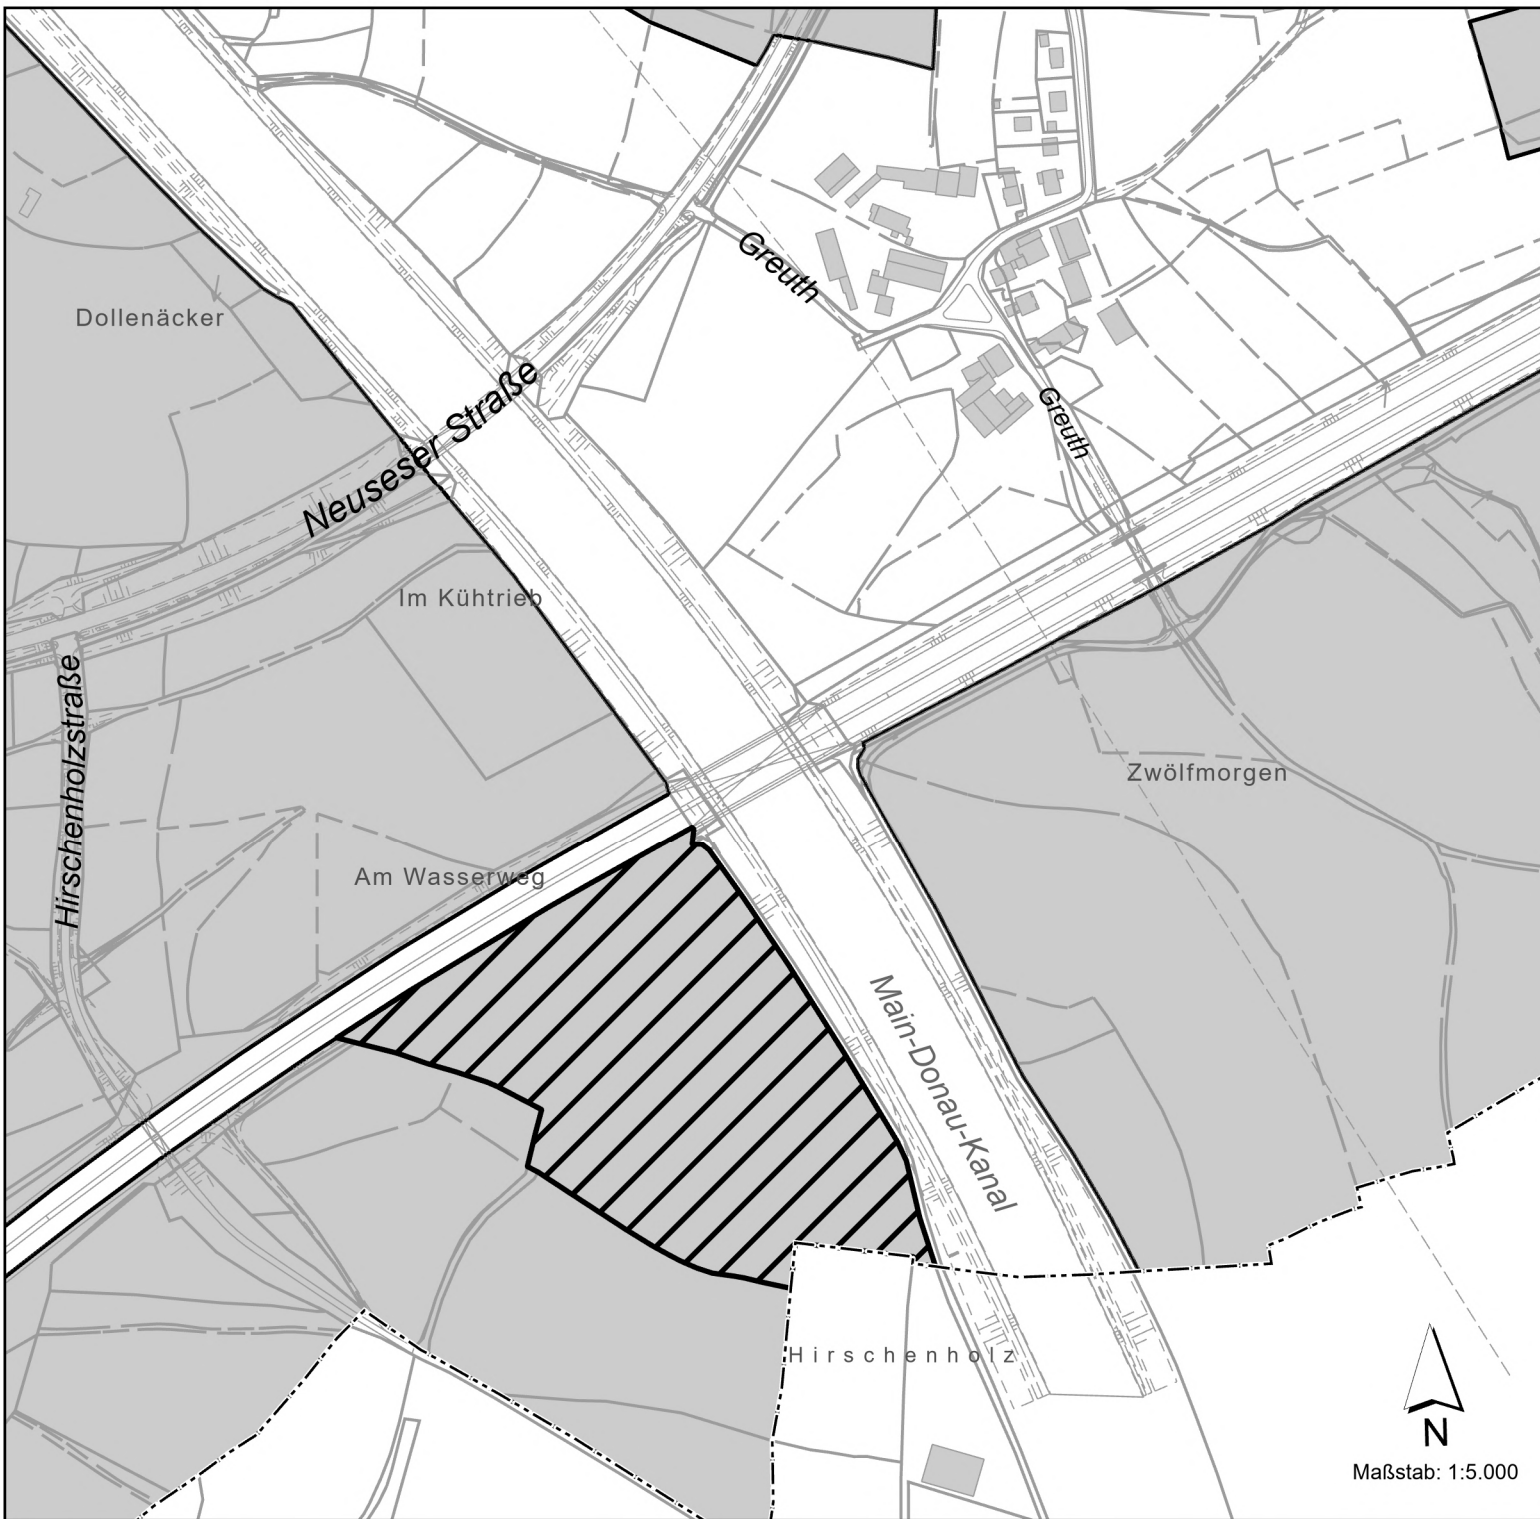 Greuth
Dollenäcker
Neuseser Straße
Greuth
Im Kühtrieb
Hirschenholzstraße
Zwölfmorgen
Am Wasserweg
Main-Donau-Kanal
Hirschenholz
N
Maßstab: 1:5.000